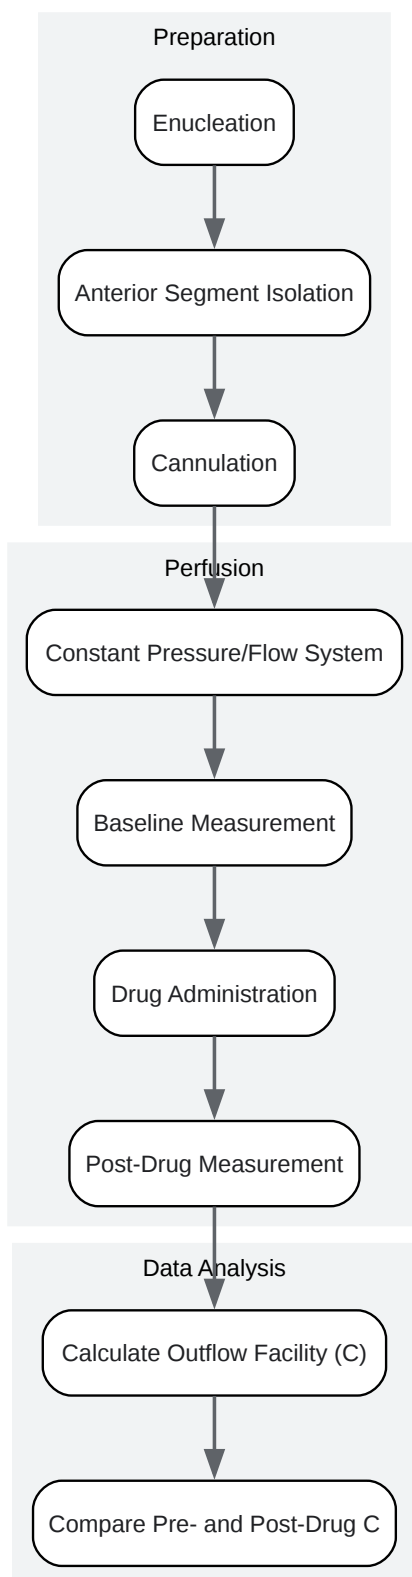 Preparation
Enucleation
Anterior Segment Isolation
Cannulation
Perfusion
Constant Pressure/Flow System
Baseline Measurement
Drug Administration
Post-Drug Measurement
Data Analysis
Calculate Outflow Facility (C)
Compare Pre- and Post-Drug C